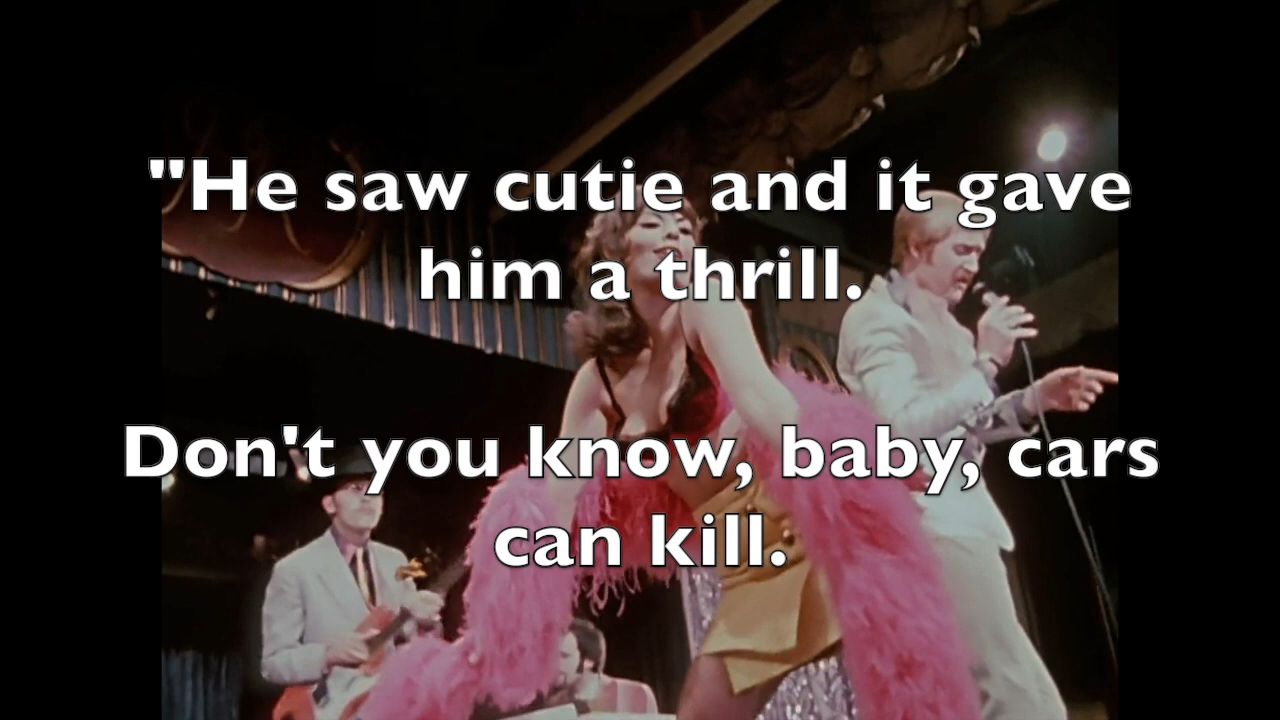 "He saw cutie and it gave
him a thrill.
Don't you know, baby, cars
can kill.